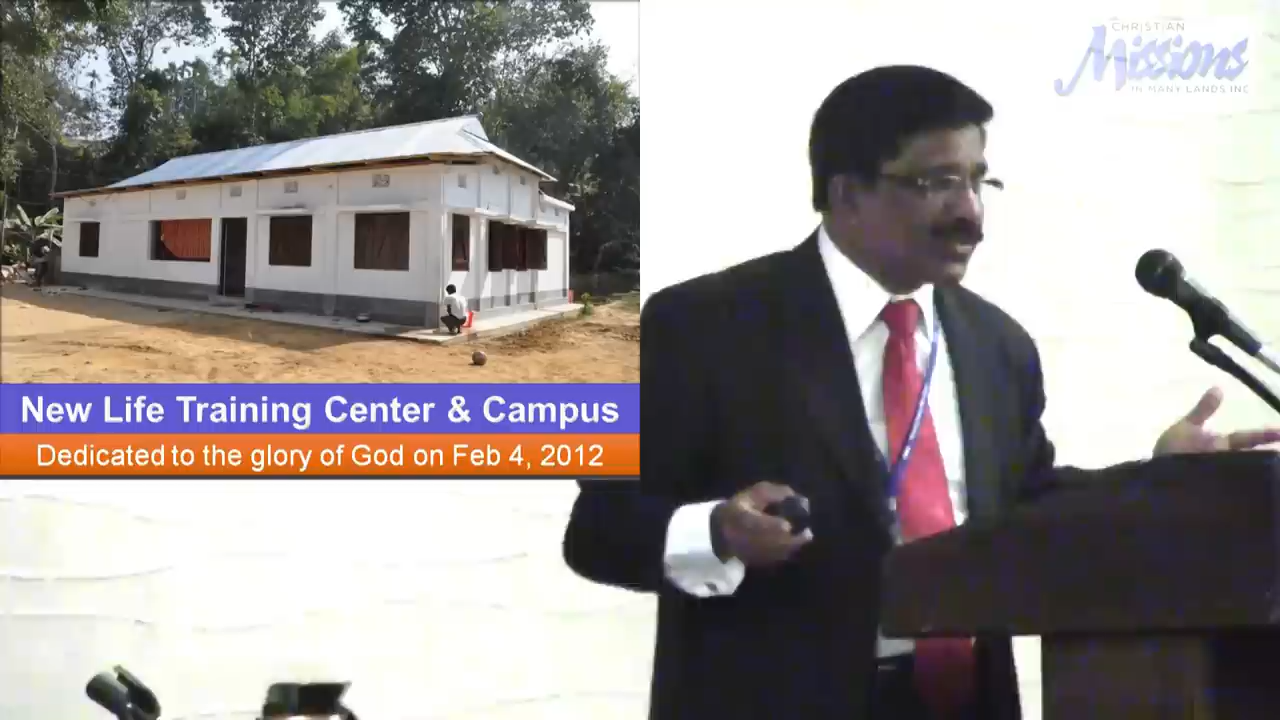 New Life Training Center & Campus
Dedicated to the glory of God on Feb 4, 2012
CHRISTIAN
Missions
IN MANY LANDS INC